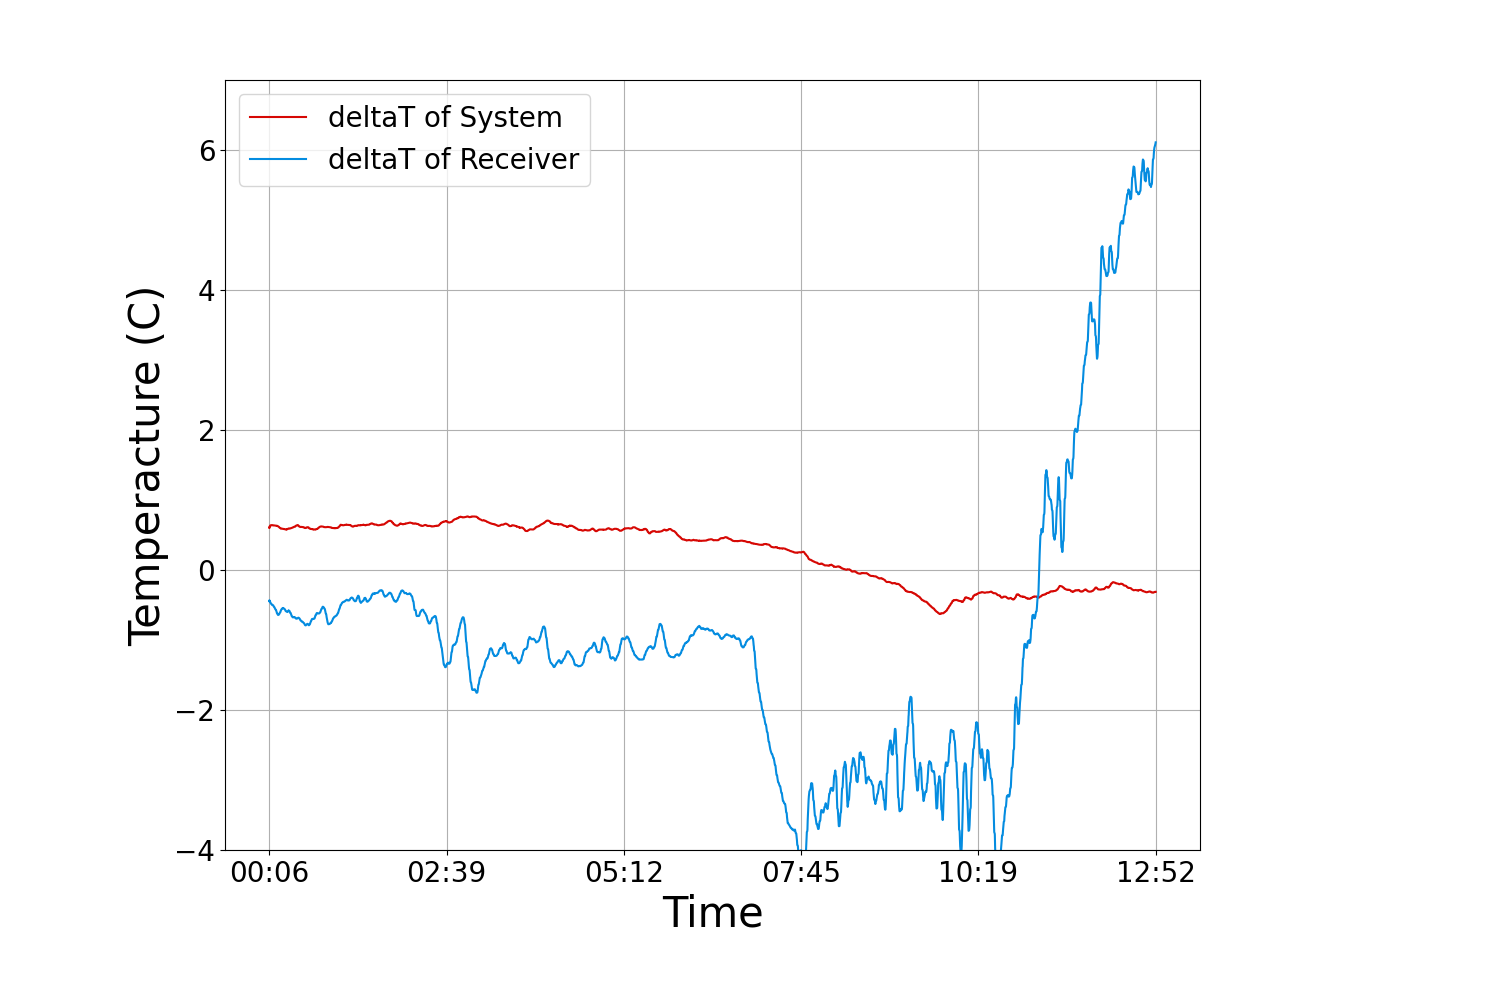 deltaT of System
deltaT of Receiver
Temperacture (C)
6
4
2
0
−2
−4
00:06 02:39 05:12 07:45 10:19 12:52
Time